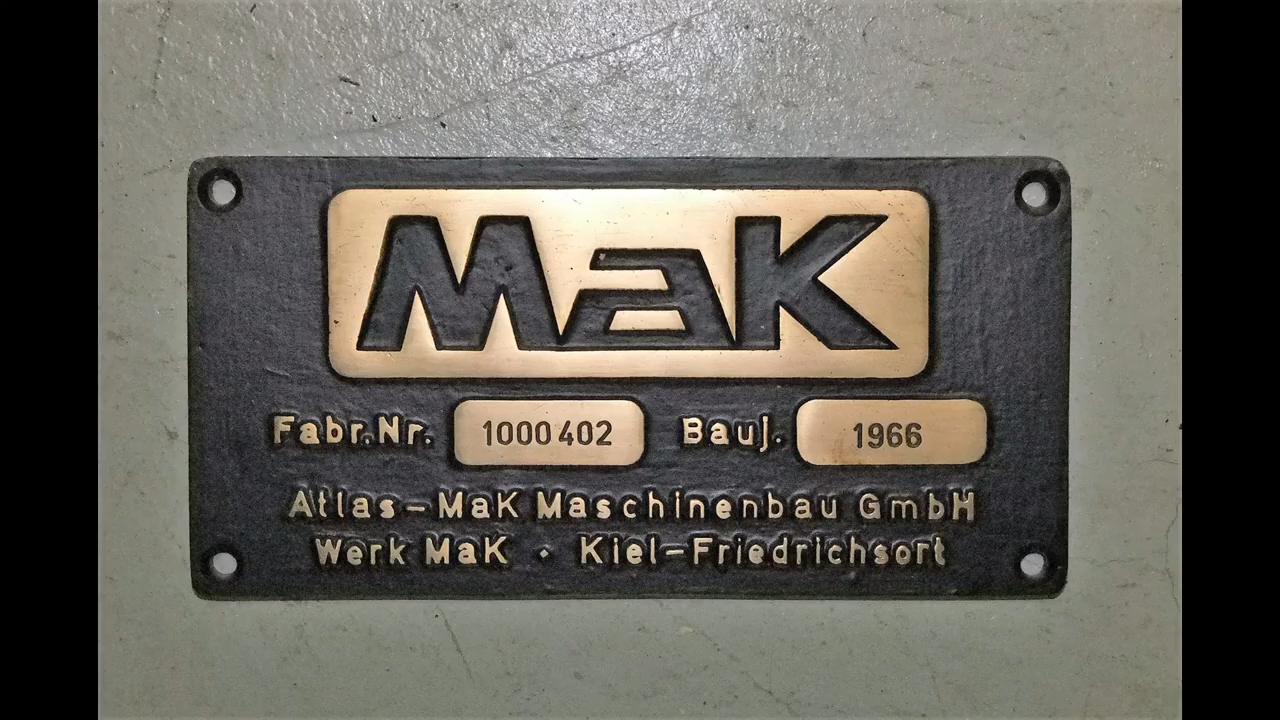 MaK
Fabr.Nr. 1000402 Bauj. 1966
Atlas-MaK Maschinenbau GmbH
Werk MaK · Kiel-Friedrichsort